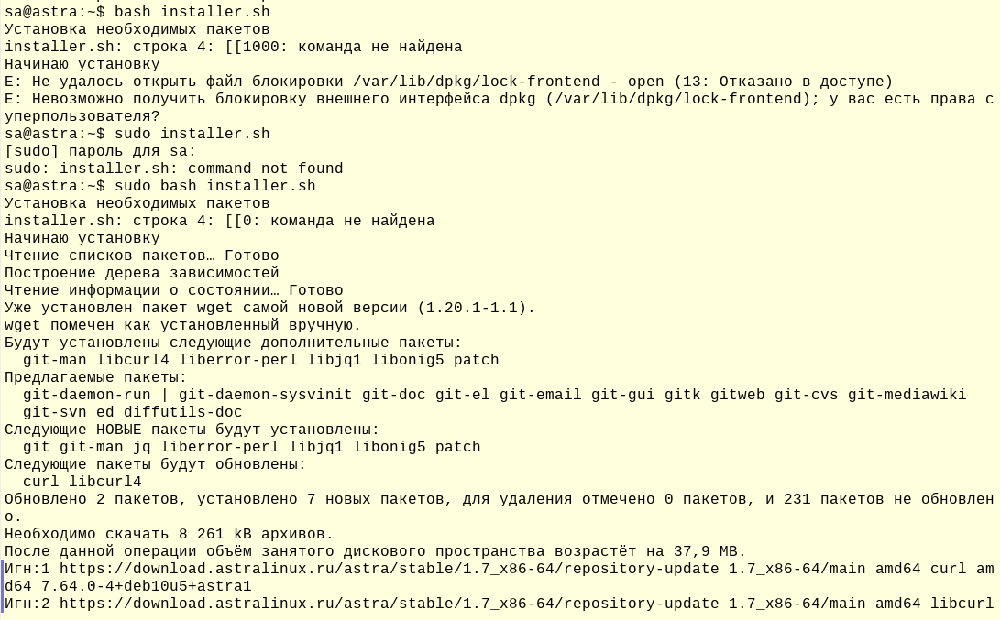 sa@astra:~$ bash installer.sh
Установка необходимых пакетов
installer.sh: строка 4: [[1000: команда не найдена
Начинаю установку
E: Не удалось открыть файл блокировки /var/lib/dpkg/lock-frontend - open (13: Отказано в доступе)
E: Невозможно получить блокировку внешнего интерфейса dpkg (/var/lib/dpkg/lock-frontend); у вас есть права с
уперпользователя?
sa@astra:~$ sudo installer.sh
[sudo] пароль для sa:
sudo: installer.sh: command not found
sa@astra:~$ sudo bash installer.sh
Установка необходимых пакетов
installer.sh: строка 4: [[0: команда не найдена
Начинаю установку
Чтение списков пакетов… Готово
Построение дерева зависимостей
Чтение информации о состоянии… Готово
Уже установлен пакет wget самой новой версии (1.20.1-1.1).
wget помечен как установленный вручную.
Будут установлены следующие дополнительные пакеты:
  git-man libcurl4 liberror-perl libjq1 libonig5 patch
Предлагаемые пакеты:
  git-daemon-run | git-daemon-sysvinit git-doc git-el git-email git-gui gitk gitweb git-cvs git-mediawiki
  git-svn ed diffutils-doc
Следующие НОВЫЕ пакеты будут установлены:
  git git-man jq liberror-perl libjq1 libonig5 patch
Следующие пакеты будут обновлены:
  curl libcurl4
Обновлено 2 пакетов, установлено 7 новых пакетов, для удаления отмечено 0 пакетов, и 231 пакетов не обновлен
о.
Необходимо скачать 8 261 kB архивов.
После данной операции объём занятого дискового пространства возрастёт на 37,9 MB.
Игн:1 https://download.astralinux.ru/astra/stable/1.7_x86-64/repository-update 1.7_x86-64/main amd64 curl am
d64 7.64.0-4+deb10u5+astra1
Игн:2 https://download.astralinux.ru/astra/stable/1.7_x86-64/repository-update 1.7_x86-64/main amd64 libcurl